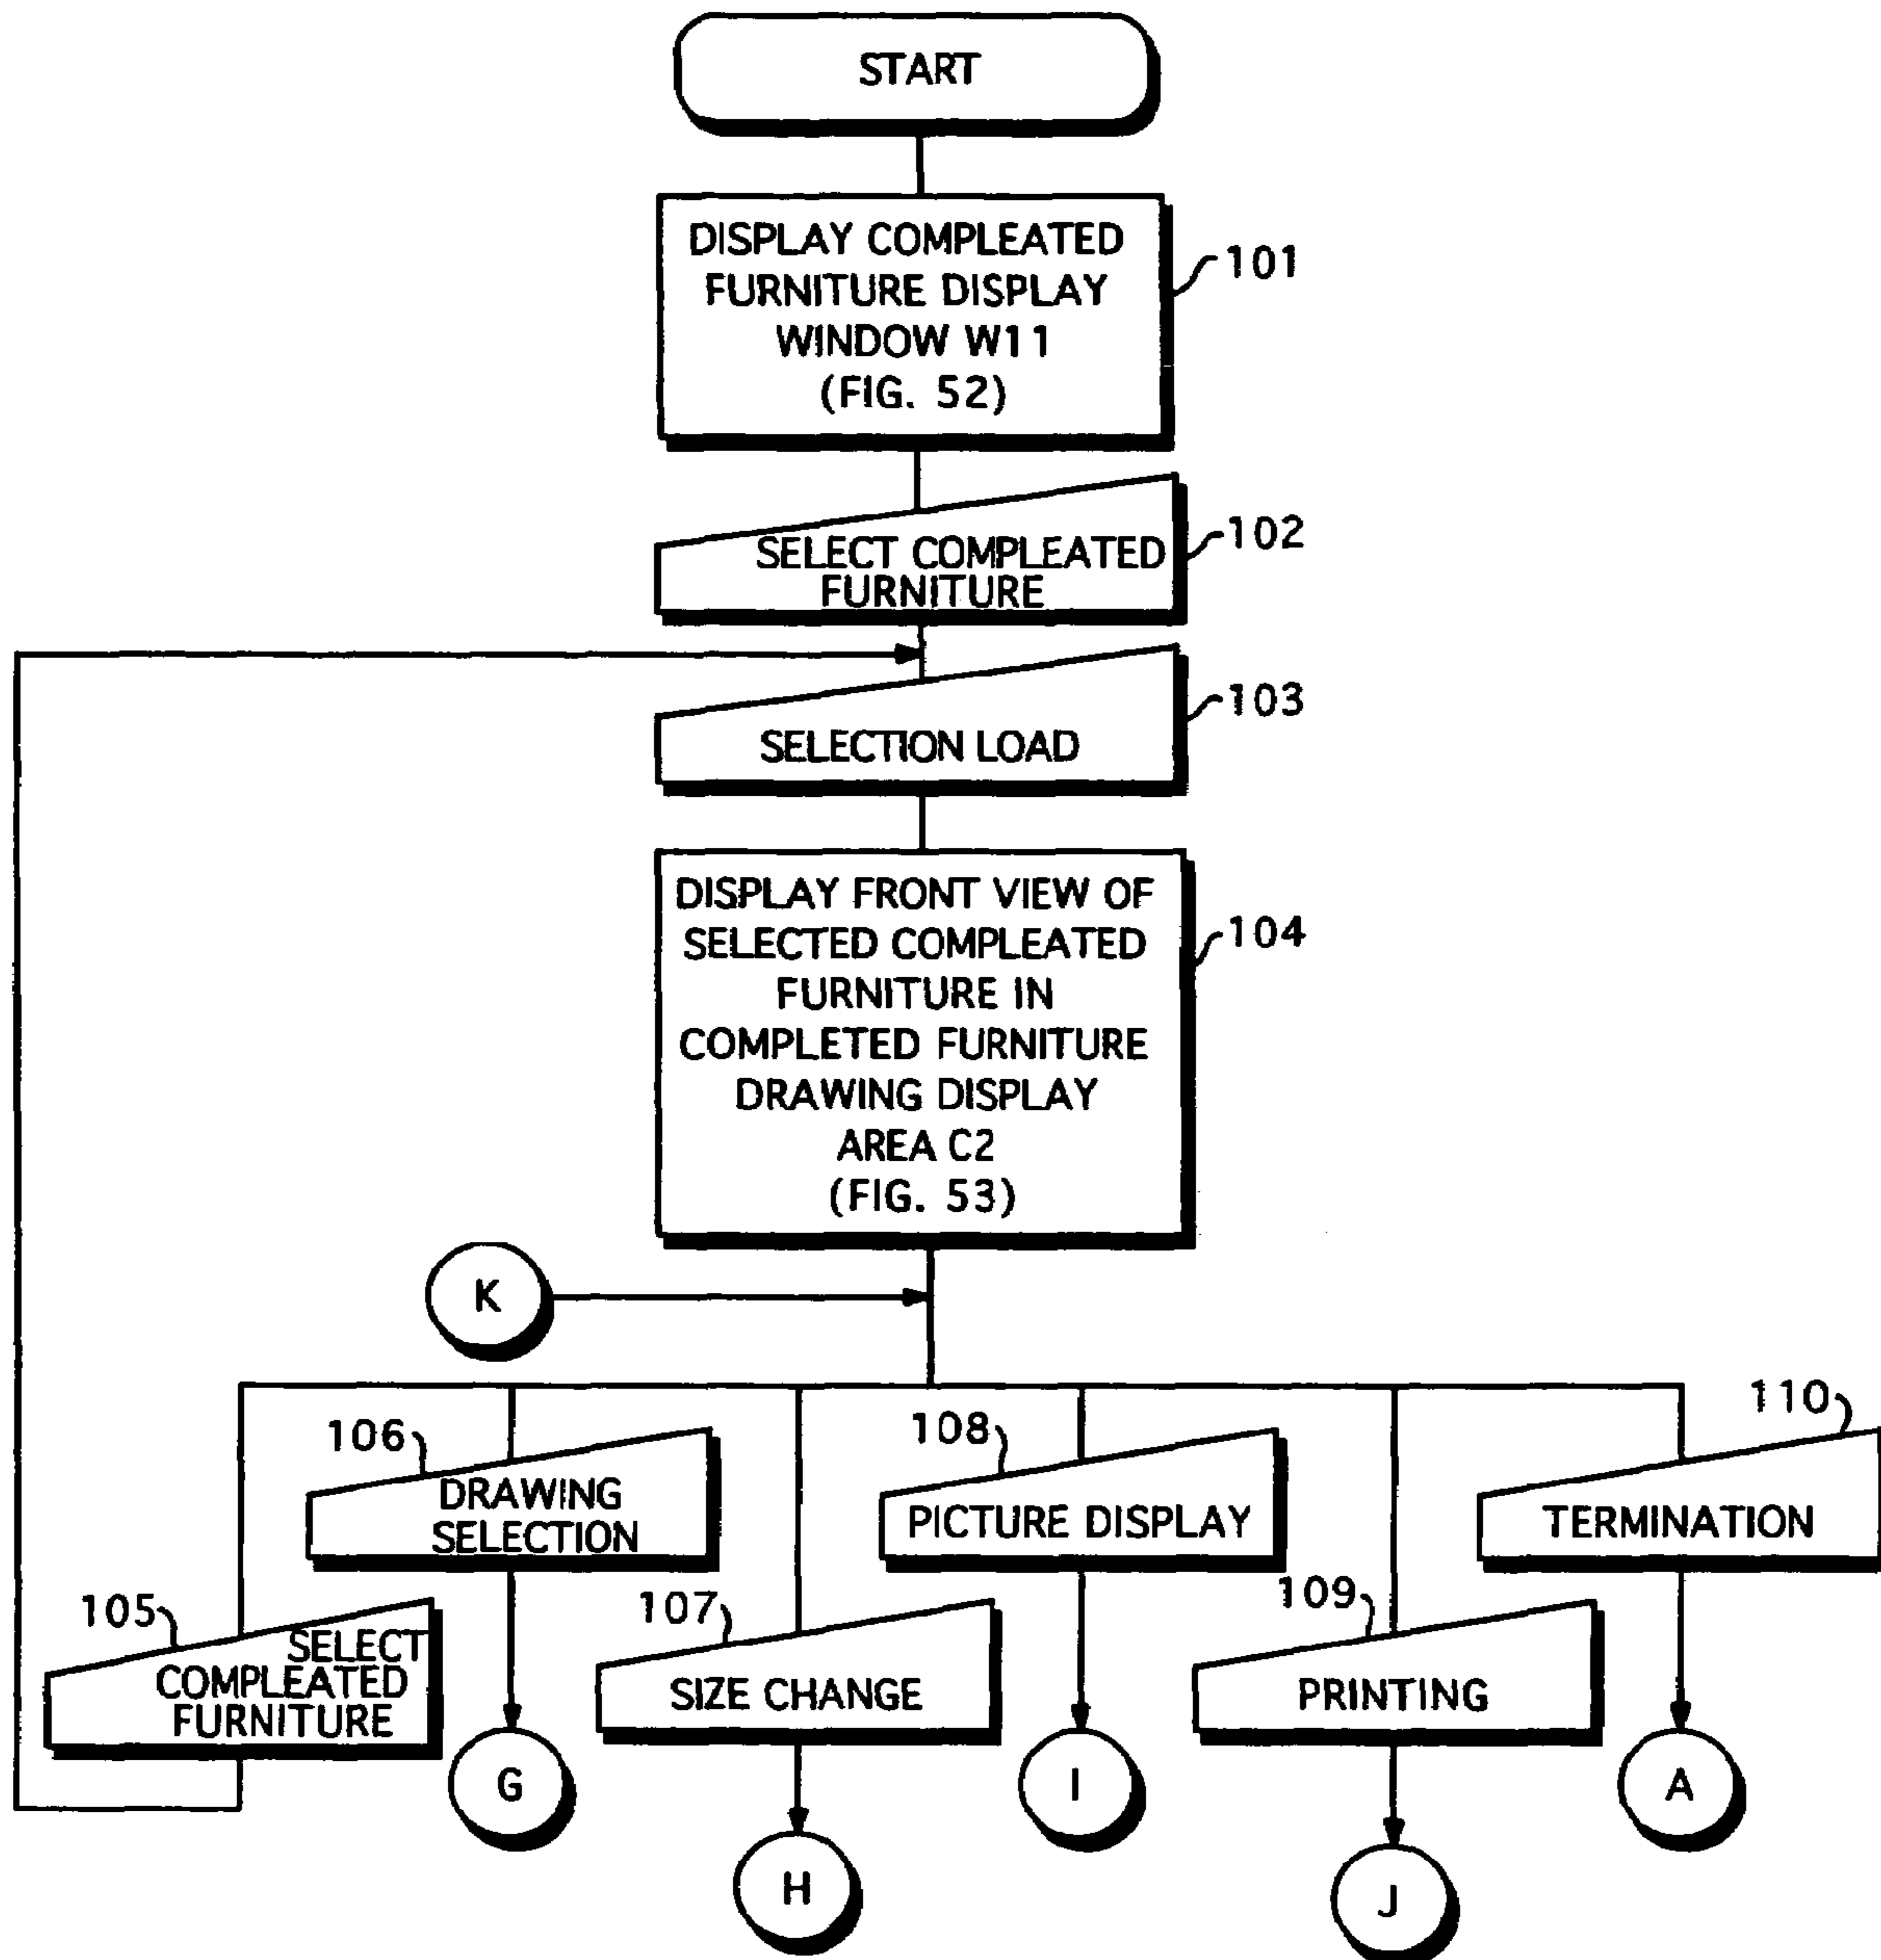 START
DISPLAY COMPLEATED
FURNITURE DISPLAY
WINDOW W11
(FIG. 52)
101
SELECT COMPLEATED
FURNITURE
102
SELECTION LOAD
103
DISPLAY FRONT VIEW OF
SELECTED COMPLEATED
FURNITURE IN
COMPLETED FURNITURE
DRAWING DISPLAY
AREA C2
(FIG. 53)
104
K
106
DRAWING
SELECTION
108
PICTURE DISPLAY
110
TERMINATION
105
SELECT
COMPLEATED
FURNITURE
107
SIZE CHANGE
109
PRINTING
G
I
A
H
J